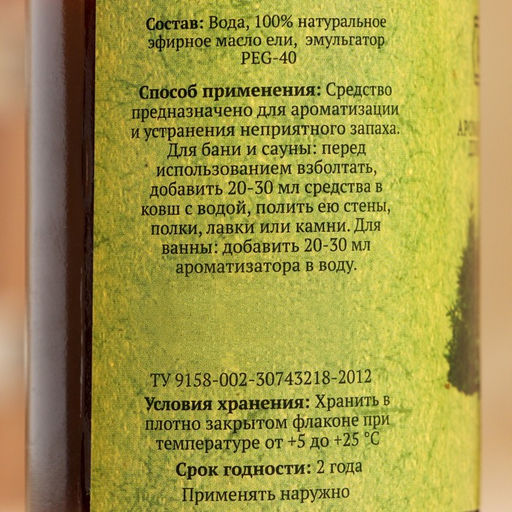 Состав: Вода, 100% натуральное
эфирное масло ели, эмульгатор
PEG-40
Способ применения: Средство
предназначено для ароматизации
и устранения неприятного запаха.
Для бани и сауны: перед
использованием взболтать,
добавить 20-30 мл средства в
ковш с водой, полить ею стены,
полки, лавки или камни. Для
ванны: добавить 20-30 мл
ароматизатора в воду.
ТУ 9158-002-30743218-2012
Условия хранения: Хранить в
плотно закрытом флаконе при
температуре от +5 до +25 °С
Срок годности: 2 года
Применять наружно